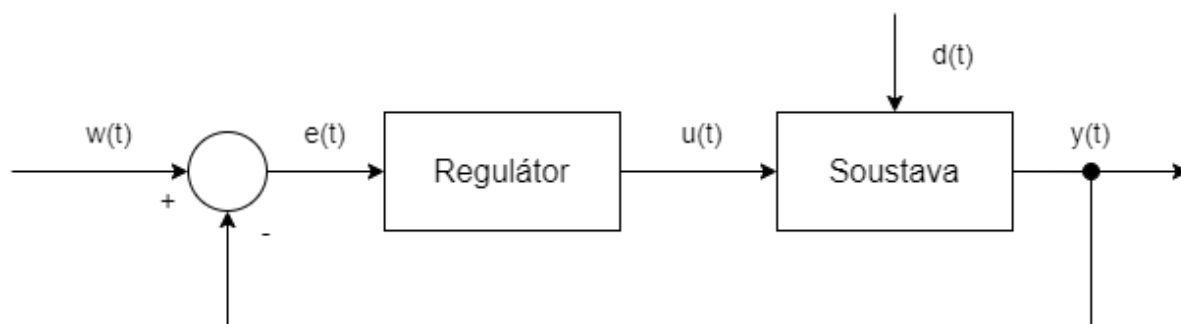 d(t)
w(t)
e(t)
u(t)
y(t)
Regulátor
Soustava
+
-